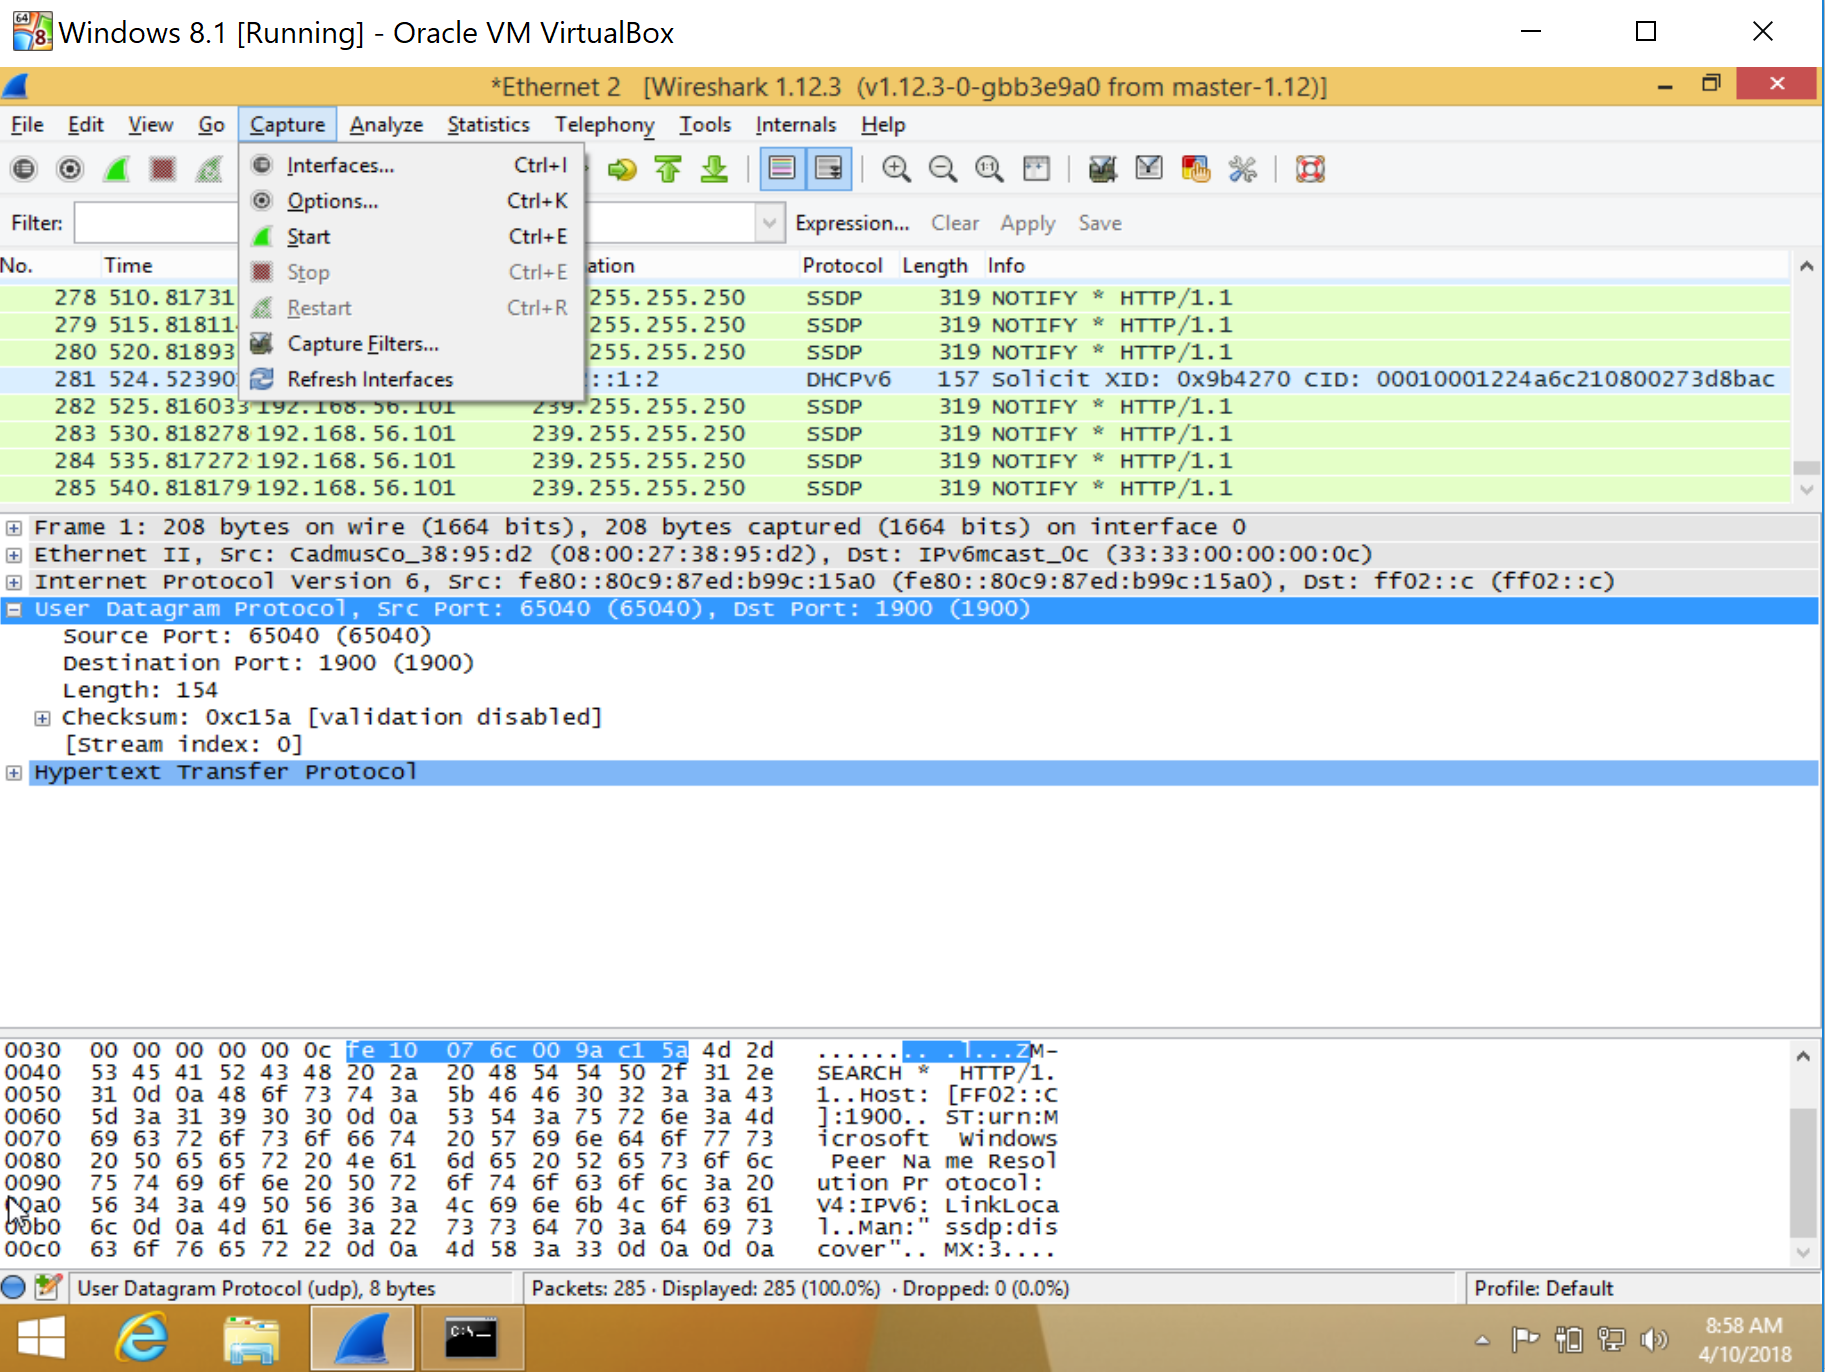 Windows 8.1 [Running] - Oracle VM VirtualBox
*Ethernet 2 [Wireshark 1.12.3 (v1.12.3-0-gbb3e9a0 from master-1.12)]
File Edit View Go Capture Analyze Statistics Telephony Tools Internals Help
Interfaces... Ctrl+I
Options... Ctrl+K
Start Ctrl+E
Stop Ctrl+E
Restart Ctrl+R
Capture Filters...
Refresh Interfaces
Filter: Expression... Clear Apply Save
No. Time ation Protocol Length Info
278 510.81731 .255.255.250 SSDP 319 NOTIFY * HTTP/1.1
279 515.81811 .255.255.250 SSDP 319 NOTIFY * HTTP/1.1
280 520.81893 .255.255.250 SSDP 319 NOTIFY * HTTP/1.1
281 524.52390 ::1:2 DHCPv6 157 Solicit XID: 0x9b4270 CID: 00010001224a6c210800273d8bac
282 525.816033 192.168.56.101 239.255.255.250 SSDP 319 NOTIFY * HTTP/1.1
283 530.818278 192.168.56.101 239.255.255.250 SSDP 319 NOTIFY * HTTP/1.1
284 535.817272 192.168.56.101 239.255.255.250 SSDP 319 NOTIFY * HTTP/1.1
285 540.818179 192.168.56.101 239.255.255.250 SSDP 319 NOTIFY * HTTP/1.1
Frame 1: 208 bytes on wire (1664 bits), 208 bytes captured (1664 bits) on interface 0
Ethernet II, Src: CadmusCo_38:95:d2 (08:00:27:38:95:d2), Dst: IPv6mcast_0c (33:33:00:00:00:0c)
Internet Protocol Version 6, Src: fe80::80c9:87ed:b99c:15a0 (fe80::80c9:87ed:b99c:15a0), Dst: ff02::c (ff02::c)
User Datagram Protocol, Src Port: 65040 (65040), Dst Port: 1900 (1900)
Source Port: 65040 (65040)
Destination Port: 1900 (1900)
Length: 154
Checksum: 0xc15a [validation disabled]
[Stream index: 0]
Hypertext Transfer Protocol
0030 00 00 00 00 00 0c fe 10 07 6c 00 9a c1 5a 4d 2d ........ .l...ZM-
0040 53 45 41 52 43 48 20 2a 20 48 54 54 50 2f 31 2e SEARCH * HTTP/1.
0050 31 0d 0a 48 6f 73 74 3a 5b 46 46 30 32 3a 3a 43 1..Host: [FF02::C
0060 5d 3a 31 39 30 30 0d 0a 53 54 3a 75 72 6e 3a 4d ]:1900.. ST:urn:M
0070 69 63 72 6f 73 6f 66 74 20 57 69 6e 64 6f 77 73 icrosoft Windows
0080 20 50 65 65 72 20 4e 61 6d 65 20 52 65 73 6f 6c Peer Na me Resol
0090 75 74 69 6f 6e 20 50 72 6f 74 6f 63 6f 6c 3a 20 ution Pr otocol:
00a0 56 34 3a 49 50 56 36 3a 4c 69 6e 6b 4c 6f 63 61 V4:IPV6: LinkLoca
00b0 6c 0d 0a 4d 61 6e 3a 22 73 73 64 70 3a 64 69 73 l..Man:" ssdp:dis
00c0 63 6f 76 65 72 22 0d 0a 4d 58 3a 33 0d 0a 0d 0a cover".. MX:3....
User Datagram Protocol (udp), 8 bytes Packets: 285 · Displayed: 285 (100.0%) · Dropped: 0 (0.0%) Profile: Default
8:58 AM
4/10/2018